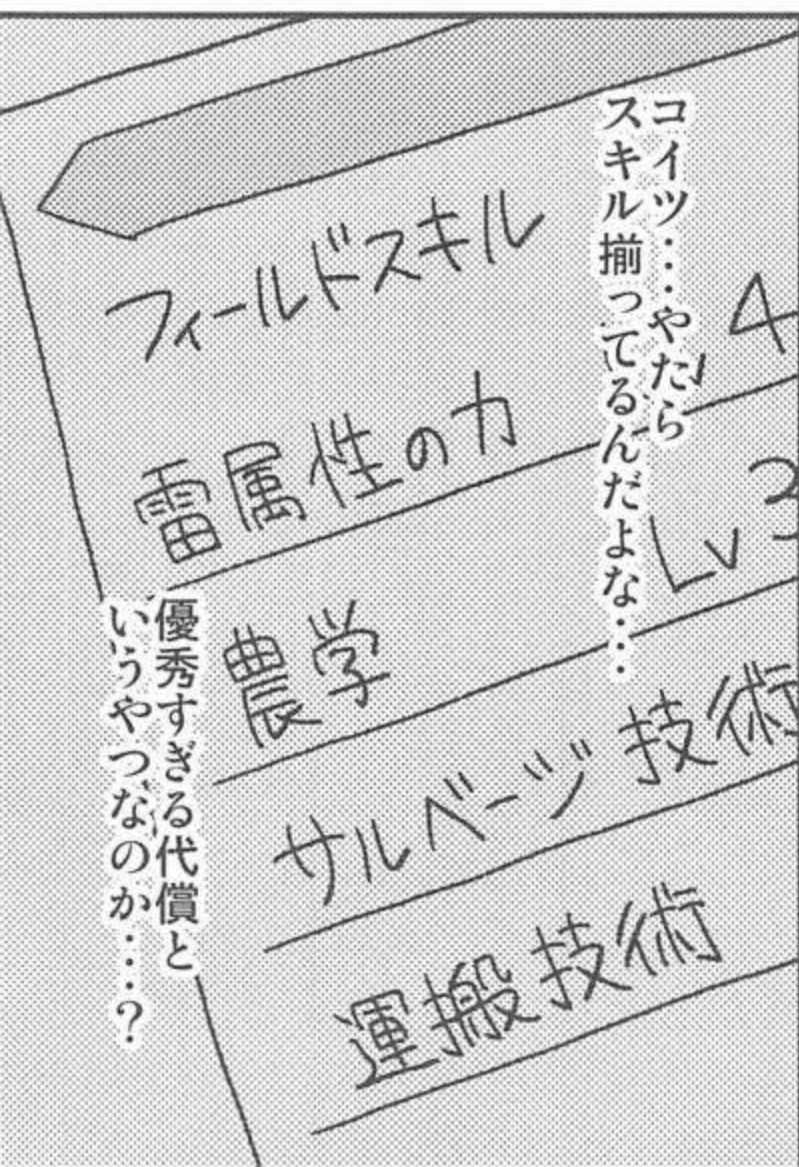 コイツ…やたら
スキル揃ってるんだよな…
フィールドスキル
雷属性の力
4
農学
Lv3
サルベージ技術
運搬技術
優秀すぎる代償と
いうやつなのか…？